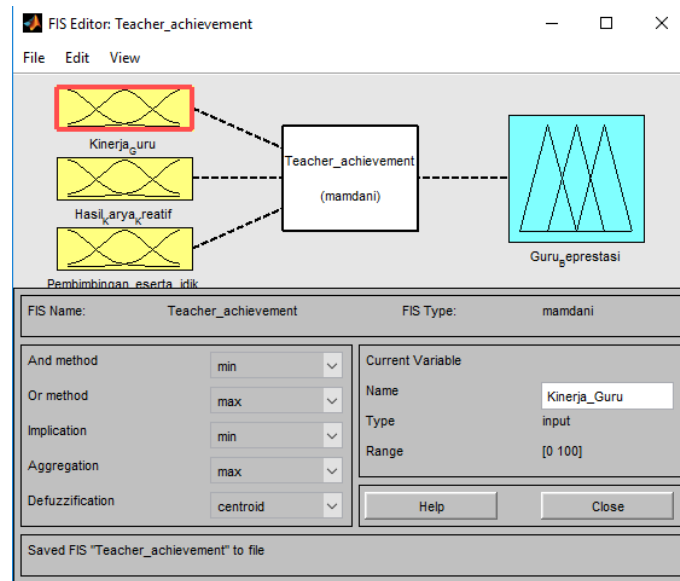 FIS Editor: Teacher_achievement
File Edit View
Kinerja_Guru
Hasil_Karya_Kreatif
Pembimbingan_eserta_idik
Teacher_achievement
(mamdani)
Guru_Beprestasi
FIS Name: Teacher_achievement FIS Type: mamdani
And method min
Or method max
Implication min
Aggregation max
Defuzzification centroid
Current Variable
Name Kinerja_Guru
Type input
Range [0 100]
Help Close
Saved FIS "Teacher_achievement" to file